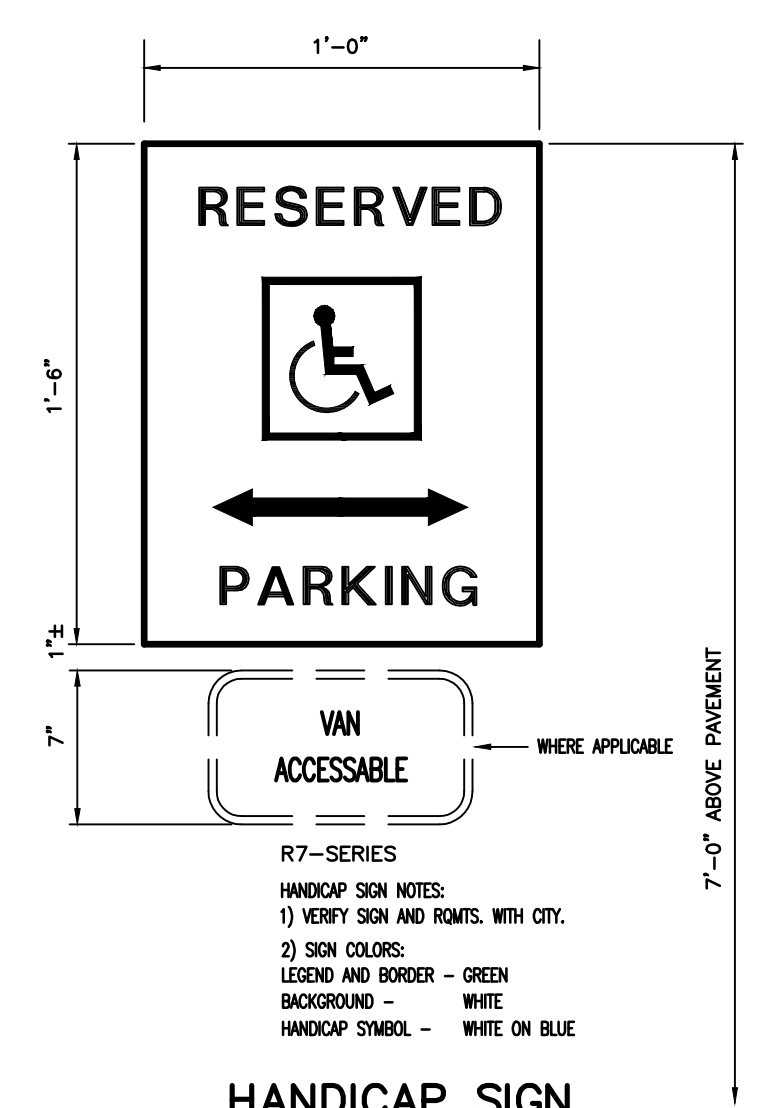 1'-0"
RESERVED
1'-6"
PARKING
1"±
7"
VAN
ACCESSABLE
WHERE APPLICABLE
7'-0" ABOVE PAVEMENT
R7-SERIES
HANDICAP SIGN NOTES:
1) VERIFY SIGN AND RQMTS. WITH CITY.
2) SIGN COLORS:
LEGEND AND BORDER - GREEN
BACKGROUND - WHITE
HANDICAP SYMBOL - WHITE ON BLUE
HANDICAP SIGN